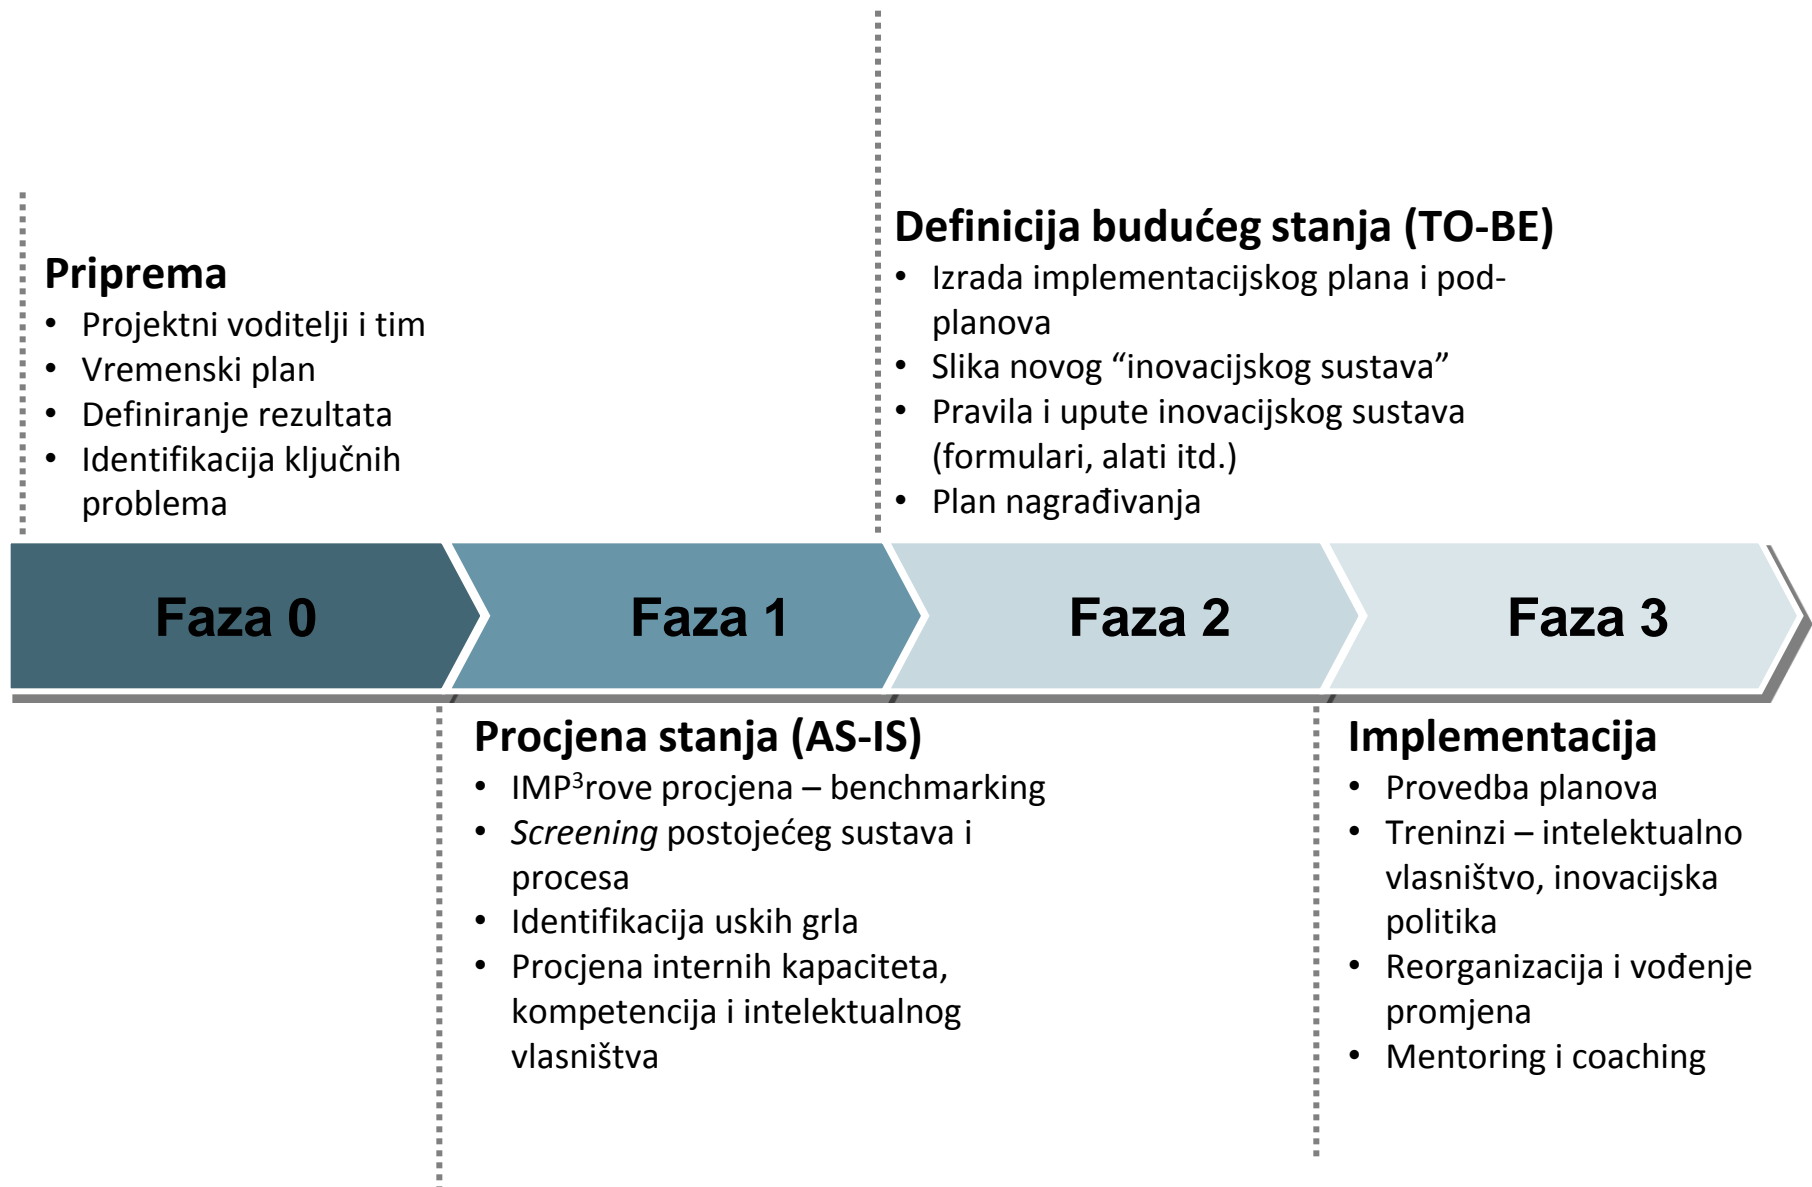 Priprema
• Projektni voditelji i tim
• Vremenski plan
• Definiranje rezultata
• Identifikacija ključnih
problema
Definicija budućeg stanja (TO-BE)
• Izrada implementacijskog plana i pod-
planova
• Slika novog “inovacijskog sustava”
• Pravila i upute inovacijskog sustava
(formulari, alati itd.)
• Plan nagrađivanja
Faza 0
Faza 1
Faza 2
Faza 3
Procjena stanja (AS-IS)
• IMP³rove procjena – benchmarking
• Screening postojećeg sustava i
procesa
• Identifikacija uskih grla
• Procjena internih kapaciteta,
kompetencija i intelektualnog
vlasništva
Implementacija
• Provedba planova
• Treninzi – intelektualno
vlasništvo, inovacijska
politika
• Reorganizacija i vođenje
promjena
• Mentoring i coaching